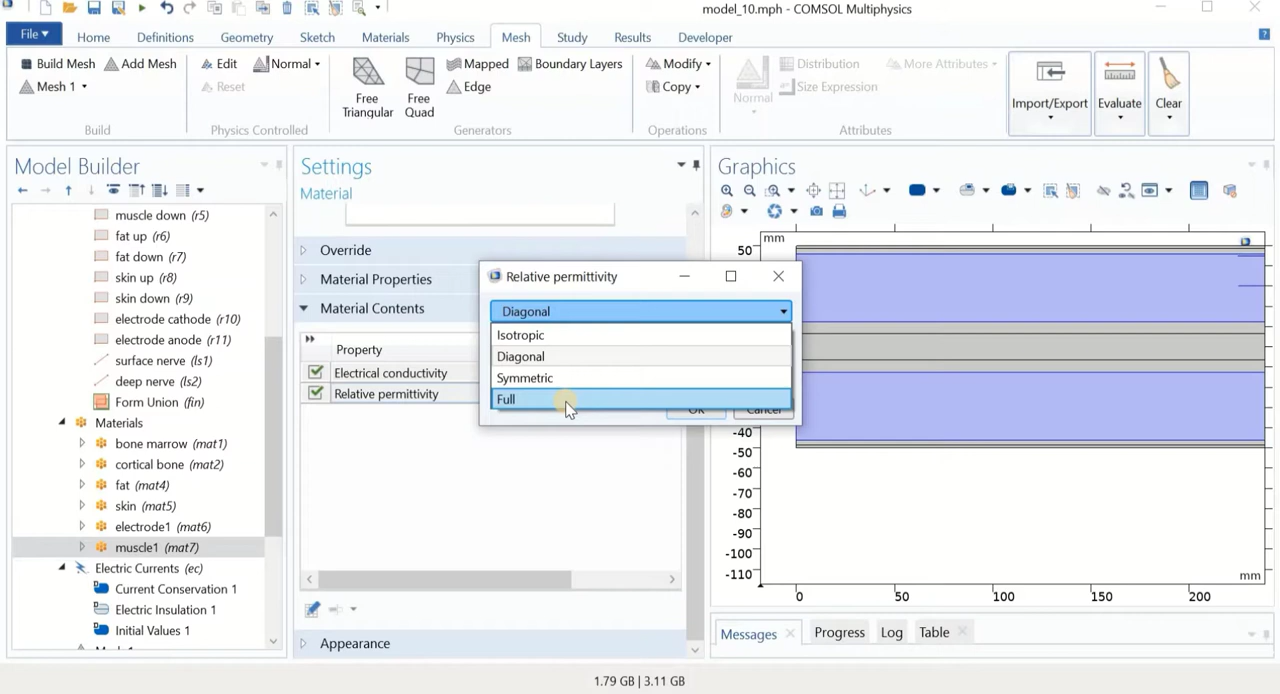 model_10.mph - COMSOL Multiphysics
File Home Definitions Geometry Sketch Materials Physics Mesh Study Results Developer
Build Mesh Add Mesh Edit Normal Mapped Boundary Layers Modify Distribution More Attributes
Mesh 1 Reset Free Triangular Free Quad Edge Copy Normal Size Expression Import/Export Evaluate Clear
Build Physics Controlled Generators Operations Attributes
Model Builder
muscle down (r5)
fat up (r6)
fat down (r7)
skin up (r8)
skin down (r9)
electrode cathode (r10)
electrode anode (r11)
surface nerve (ls1)
deep nerve (ls2)
Form Union (fin)
Materials
bone marrow (mat1)
cortical bone (mat2)
fat (mat4)
skin (mat5)
electrode1 (mat6)
muscle1 (mat7)
Electric Currents (ec)
Current Conservation 1
Electric Insulation 1
Initial Values 1
Settings
Material
Override
Material Properties
Material Contents
Property
Electrical conductivity
Relative permittivity
Appearance
Relative permittivity
Diagonal
Isotropic
Diagonal
Symmetric
Full
OK Cancel
Graphics
mm
50
-40
-50
-60
-70
-80
-90
-100
-110
mm
0 50 100 150 200
Messages Progress Log Table
1.79 GB | 3.11 GB